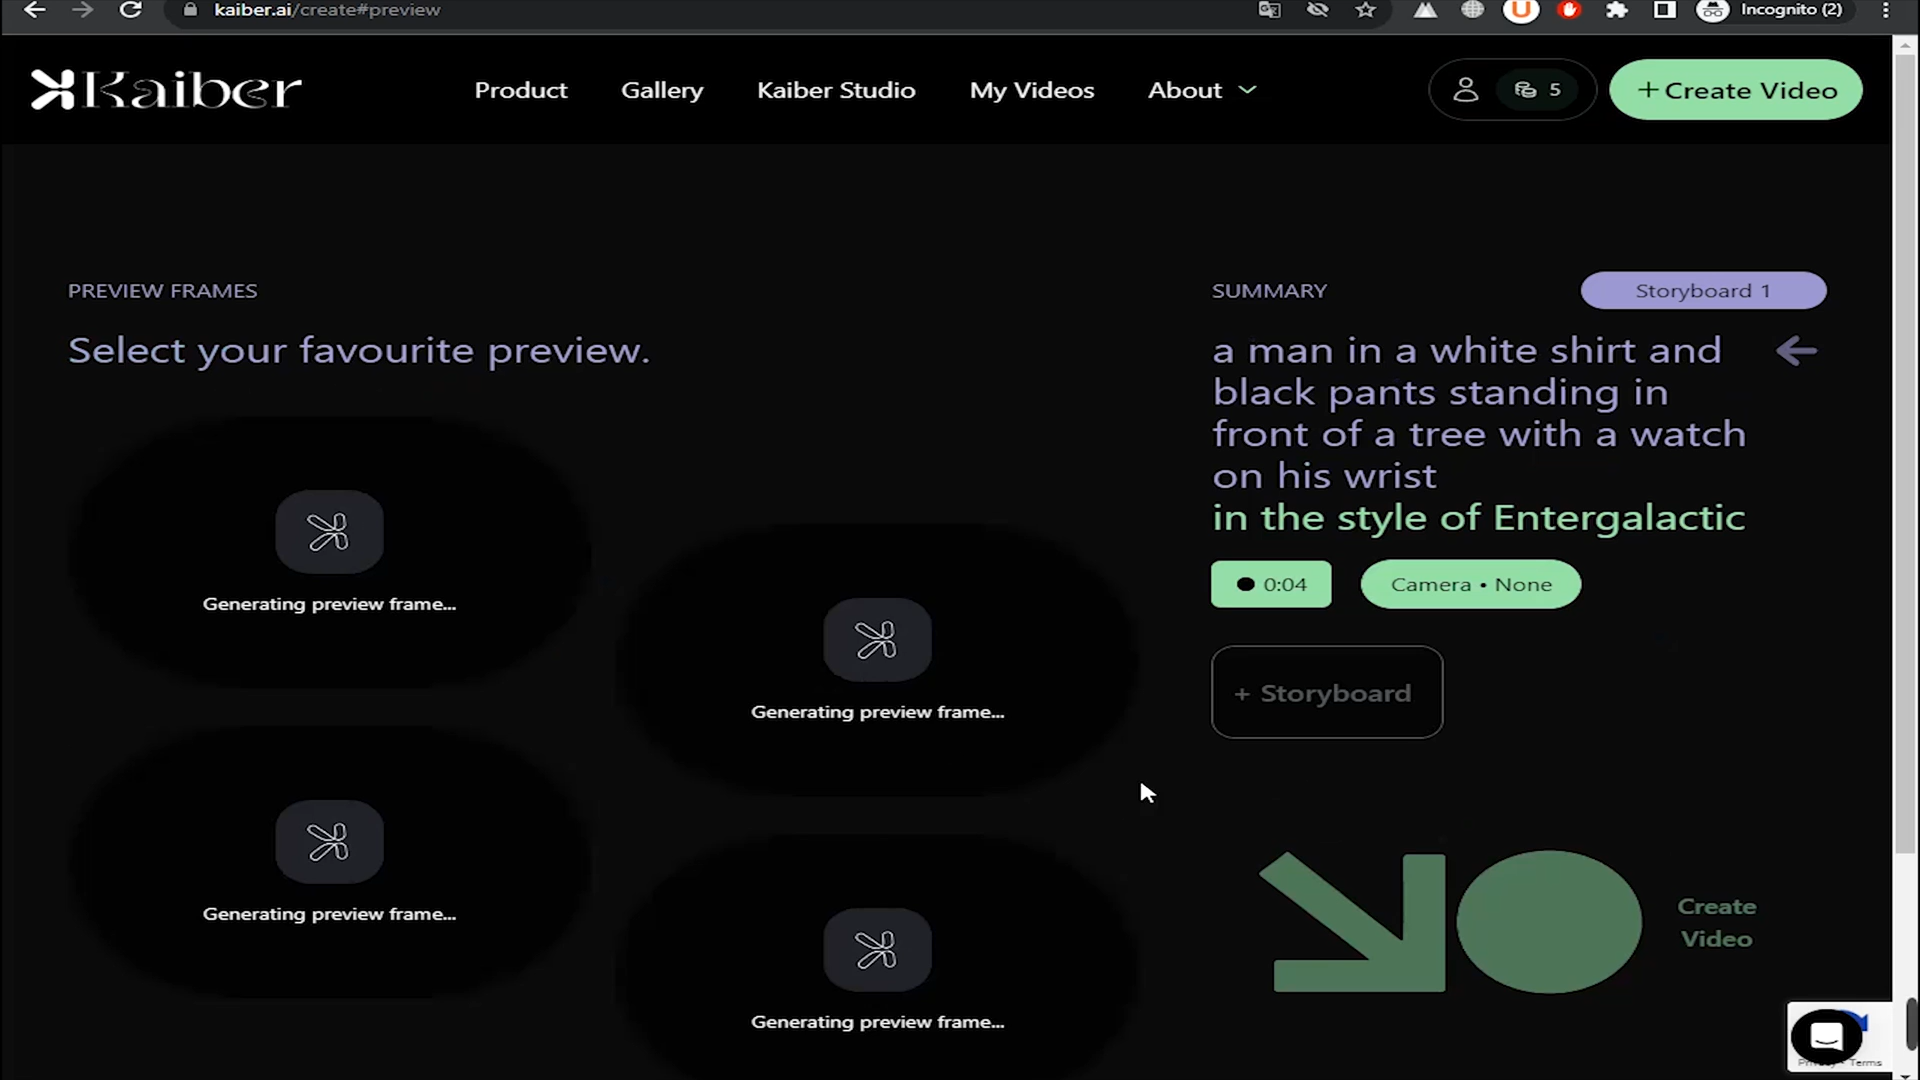 kaiber.ai/create#preview
Incognito (2)
Kaiber
Product
Gallery
Kaiber Studio
My Videos
About
5
+Create Video
PREVIEW FRAMES
Select your favourite preview.
Generating preview frame...
Generating preview frame...
Generating preview frame...
Generating preview frame...
SUMMARY
Storyboard 1
a man in a white shirt and
black pants standing in
front of a tree with a watch
on his wrist
in the style of Entergalactic
0:04
Camera • None
+ Storyboard
Create
Video
Terms